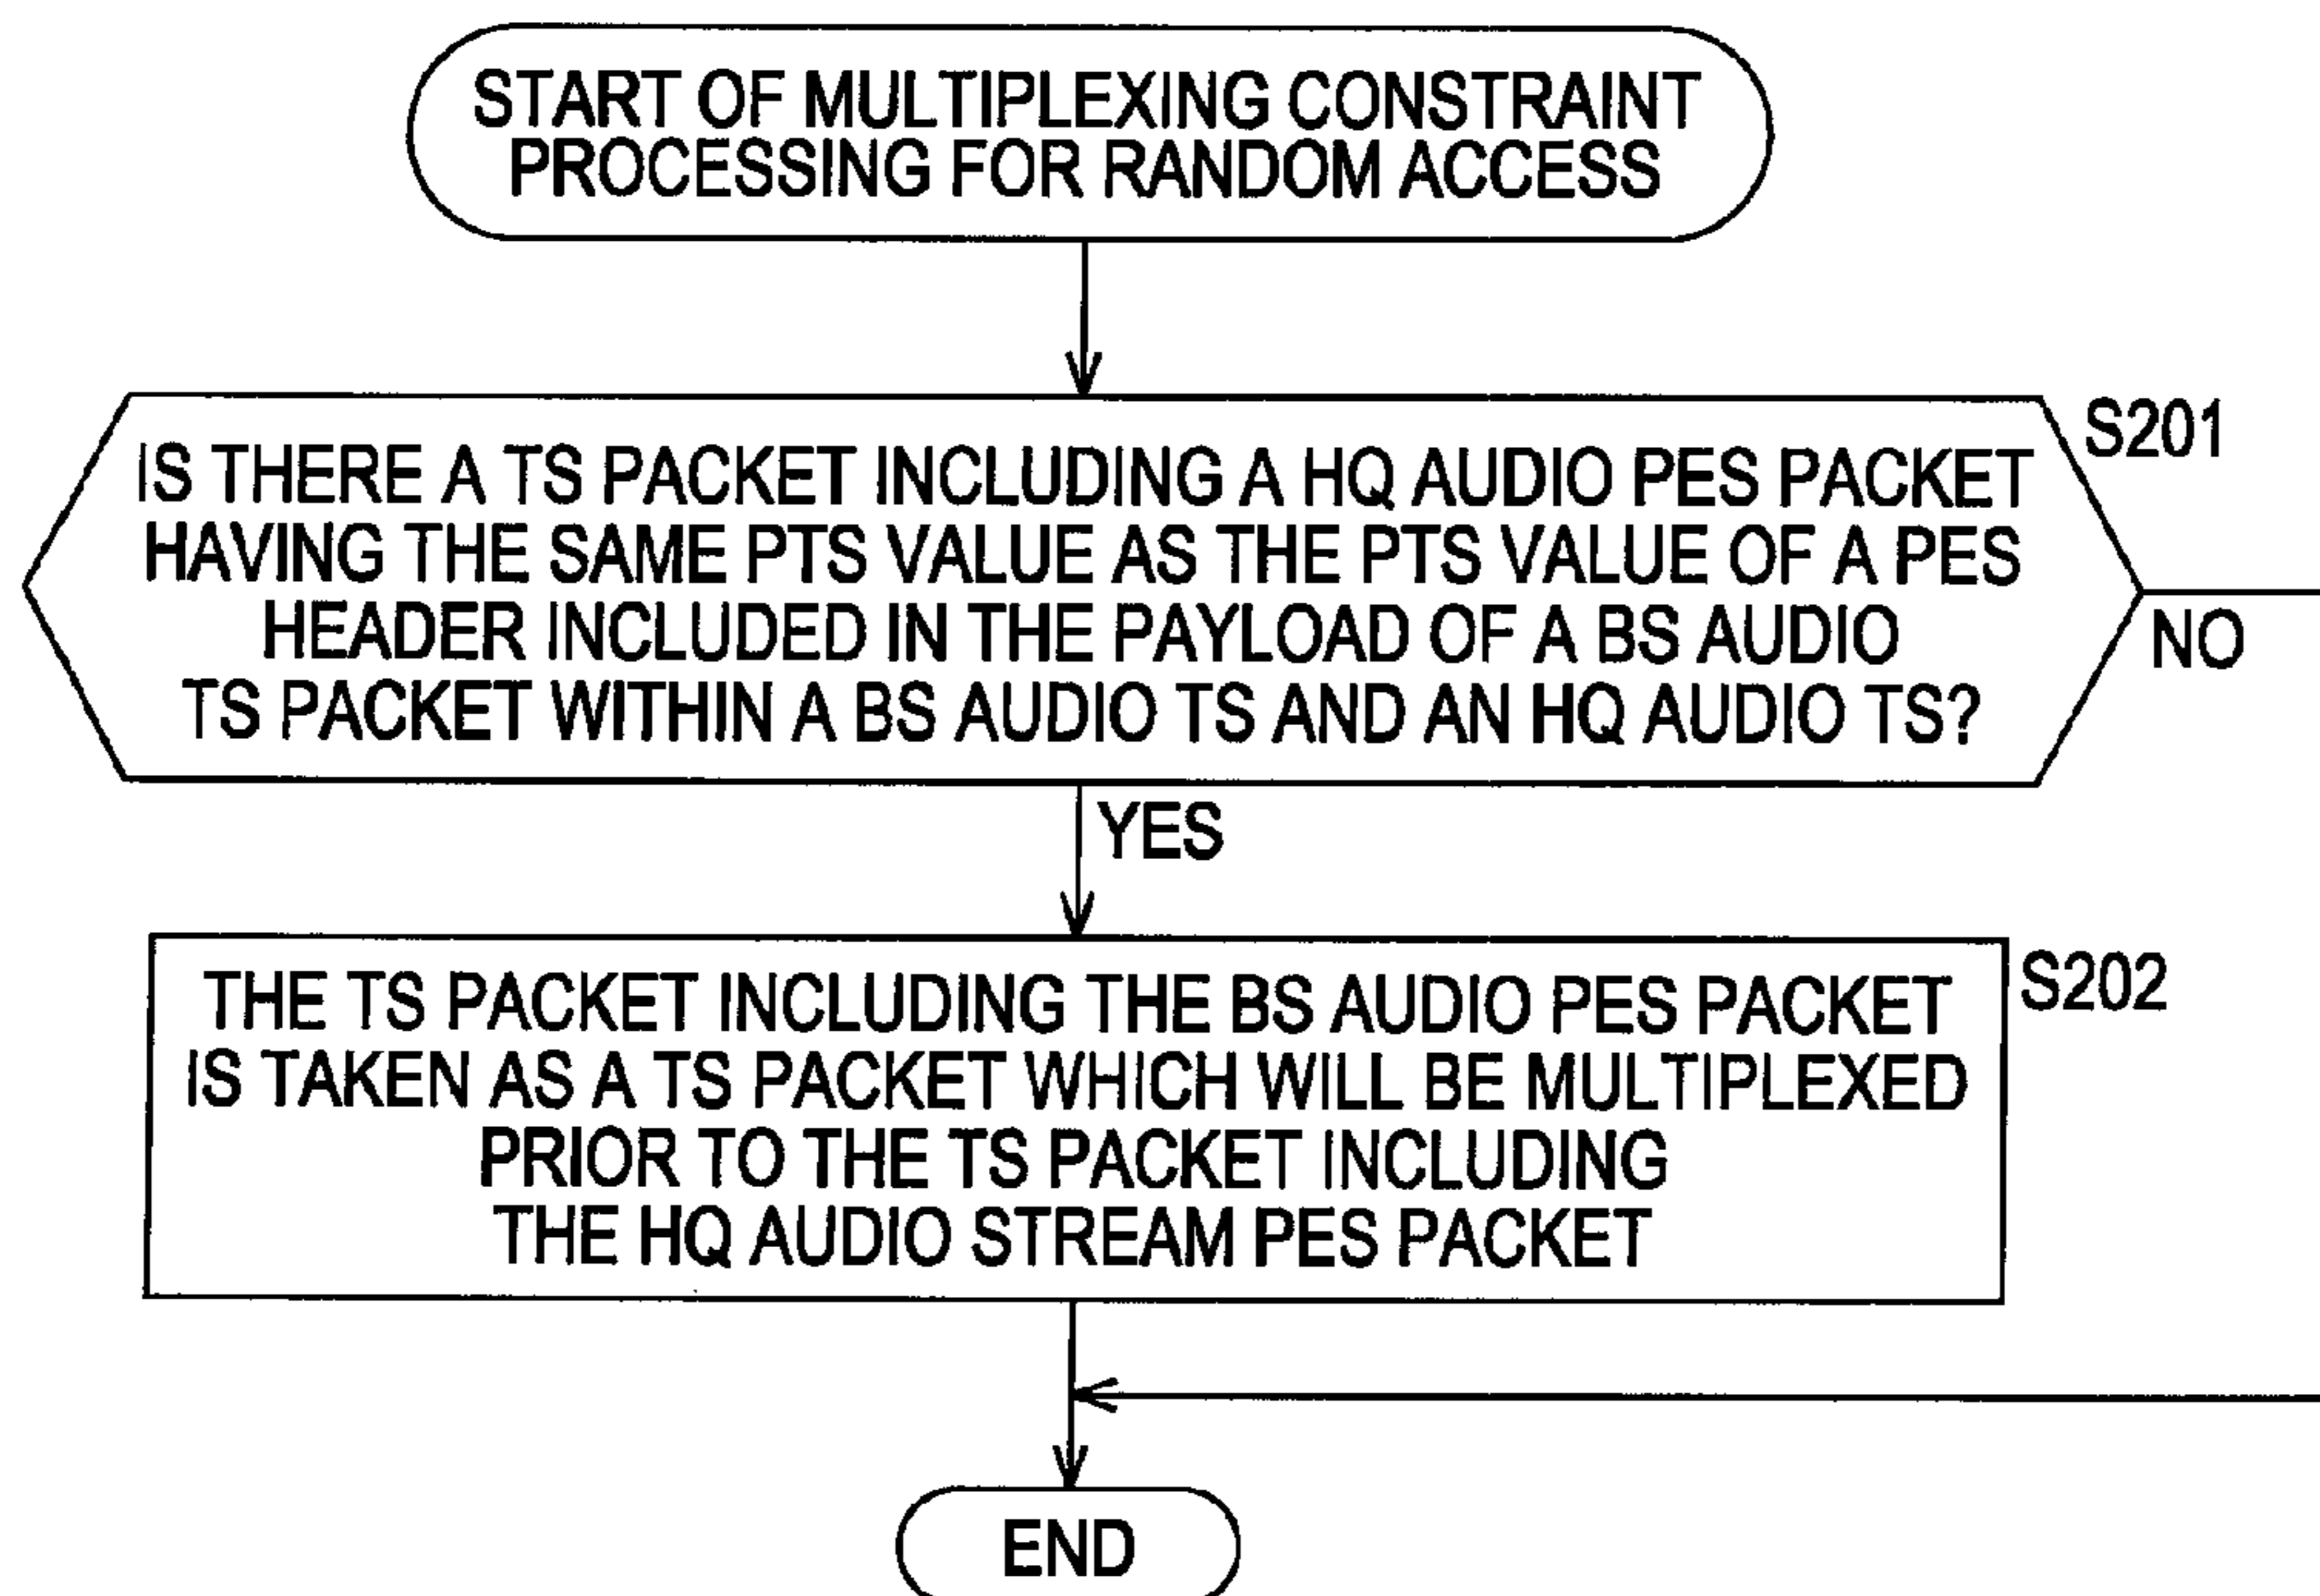 START OF MULTIPLEXING CONSTRAINT
PROCESSING FOR RANDOM ACCESS
IS THERE A TS PACKET INCLUDING A HQ AUDIO PES PACKET
HAVING THE SAME PTS VALUE AS THE PTS VALUE OF A PES
HEADER INCLUDED IN THE PAYLOAD OF A BS AUDIO
TS PACKET WITHIN A BS AUDIO TS AND AN HQ AUDIO TS?
S201
NO
YES
THE TS PACKET INCLUDING THE BS AUDIO PES PACKET
IS TAKEN AS A TS PACKET WHICH WILL BE MULTIPLEXED
PRIOR TO THE TS PACKET INCLUDING
THE HQ AUDIO STREAM PES PACKET
S202
END